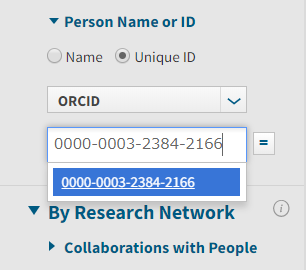 Person Name or ID
Name Unique ID
ORCID
0000-0003-2384-2166 =
0000-0003-2384-2166
By Research Network i
Collaborations with People